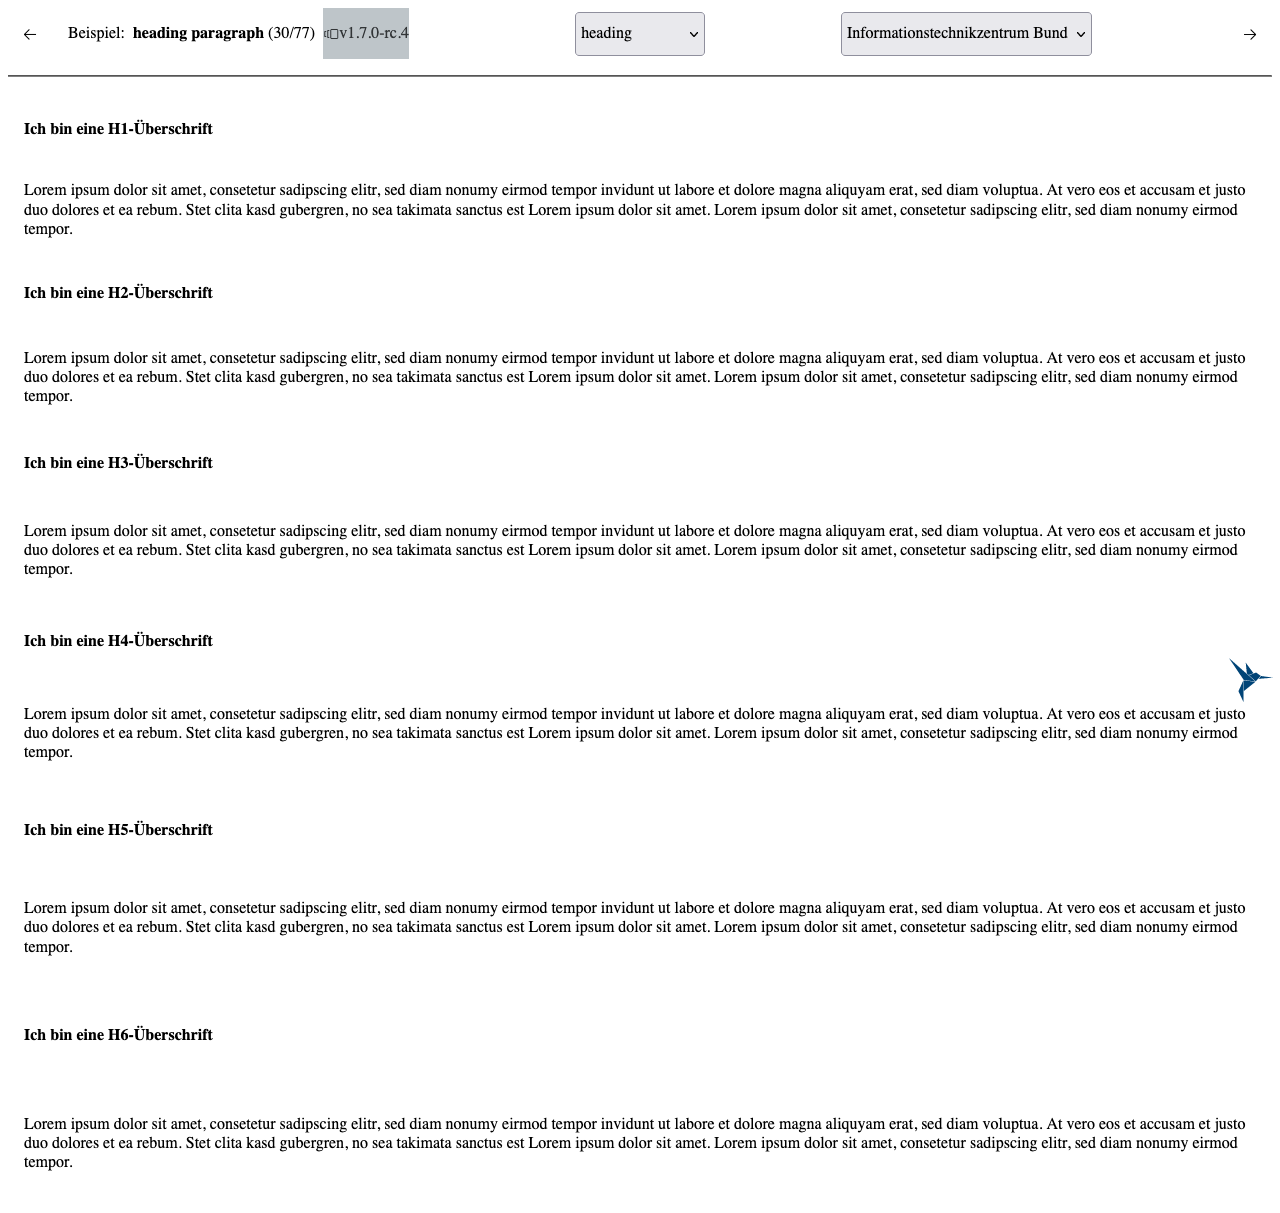 Beispiel: heading paragraph (30/77) v1.7.0-rc.4 heading Informationstechnikzentrum Bund
Ich bin eine H1-Überschrift
Lorem ipsum dolor sit amet, consetetur sadipscing elitr, sed diam nonumy eirmod tempor invidunt ut labore et dolore magna aliquyam erat, sed diam voluptua. At vero eos et accusam et justo
duo dolores et ea rebum. Stet clita kasd gubergren, no sea takimata sanctus est Lorem ipsum dolor sit amet. Lorem ipsum dolor sit amet, consetetur sadipscing elitr, sed diam nonumy eirmod
tempor.
Ich bin eine H2-Überschrift
Lorem ipsum dolor sit amet, consetetur sadipscing elitr, sed diam nonumy eirmod tempor invidunt ut labore et dolore magna aliquyam erat, sed diam voluptua. At vero eos et accusam et justo
duo dolores et ea rebum. Stet clita kasd gubergren, no sea takimata sanctus est Lorem ipsum dolor sit amet. Lorem ipsum dolor sit amet, consetetur sadipscing elitr, sed diam nonumy eirmod
tempor.
Ich bin eine H3-Überschrift
Lorem ipsum dolor sit amet, consetetur sadipscing elitr, sed diam nonumy eirmod tempor invidunt ut labore et dolore magna aliquyam erat, sed diam voluptua. At vero eos et accusam et justo
duo dolores et ea rebum. Stet clita kasd gubergren, no sea takimata sanctus est Lorem ipsum dolor sit amet. Lorem ipsum dolor sit amet, consetetur sadipscing elitr, sed diam nonumy eirmod
tempor.
Ich bin eine H4-Überschrift
Lorem ipsum dolor sit amet, consetetur sadipscing elitr, sed diam nonumy eirmod tempor invidunt ut labore et dolore magna aliquyam erat, sed diam voluptua. At vero eos et accusam et justo
duo dolores et ea rebum. Stet clita kasd gubergren, no sea takimata sanctus est Lorem ipsum dolor sit amet. Lorem ipsum dolor sit amet, consetetur sadipscing elitr, sed diam nonumy eirmod
tempor.
Ich bin eine H5-Überschrift
Lorem ipsum dolor sit amet, consetetur sadipscing elitr, sed diam nonumy eirmod tempor invidunt ut labore et dolore magna aliquyam erat, sed diam voluptua. At vero eos et accusam et justo
duo dolores et ea rebum. Stet clita kasd gubergren, no sea takimata sanctus est Lorem ipsum dolor sit amet. Lorem ipsum dolor sit amet, consetetur sadipscing elitr, sed diam nonumy eirmod
tempor.
Ich bin eine H6-Überschrift
Lorem ipsum dolor sit amet, consetetur sadipscing elitr, sed diam nonumy eirmod tempor invidunt ut labore et dolore magna aliquyam erat, sed diam voluptua. At vero eos et accusam et justo
duo dolores et ea rebum. Stet clita kasd gubergren, no sea takimata sanctus est Lorem ipsum dolor sit amet. Lorem ipsum dolor sit amet, consetetur sadipscing elitr, sed diam nonumy eirmod
tempor.